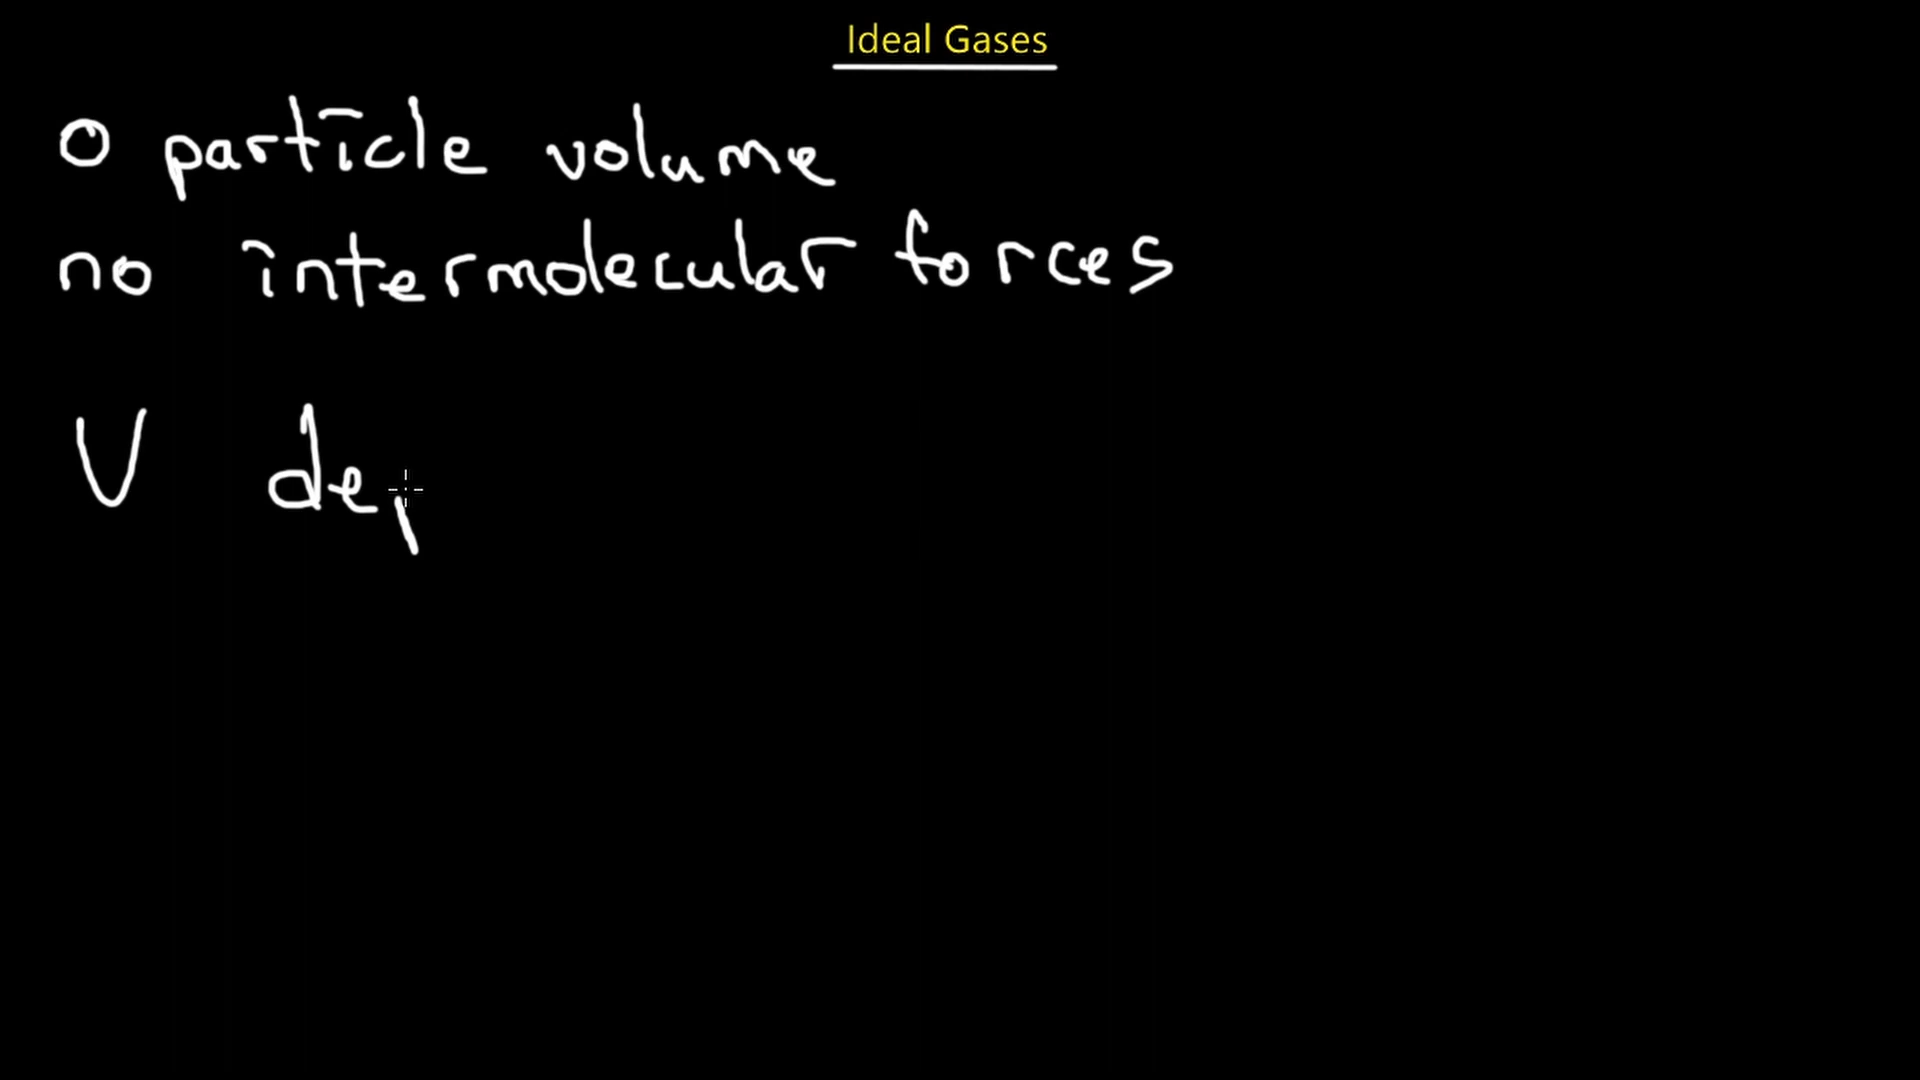 Ideal Gases
0 particle volume
no intermolecular forces
V de